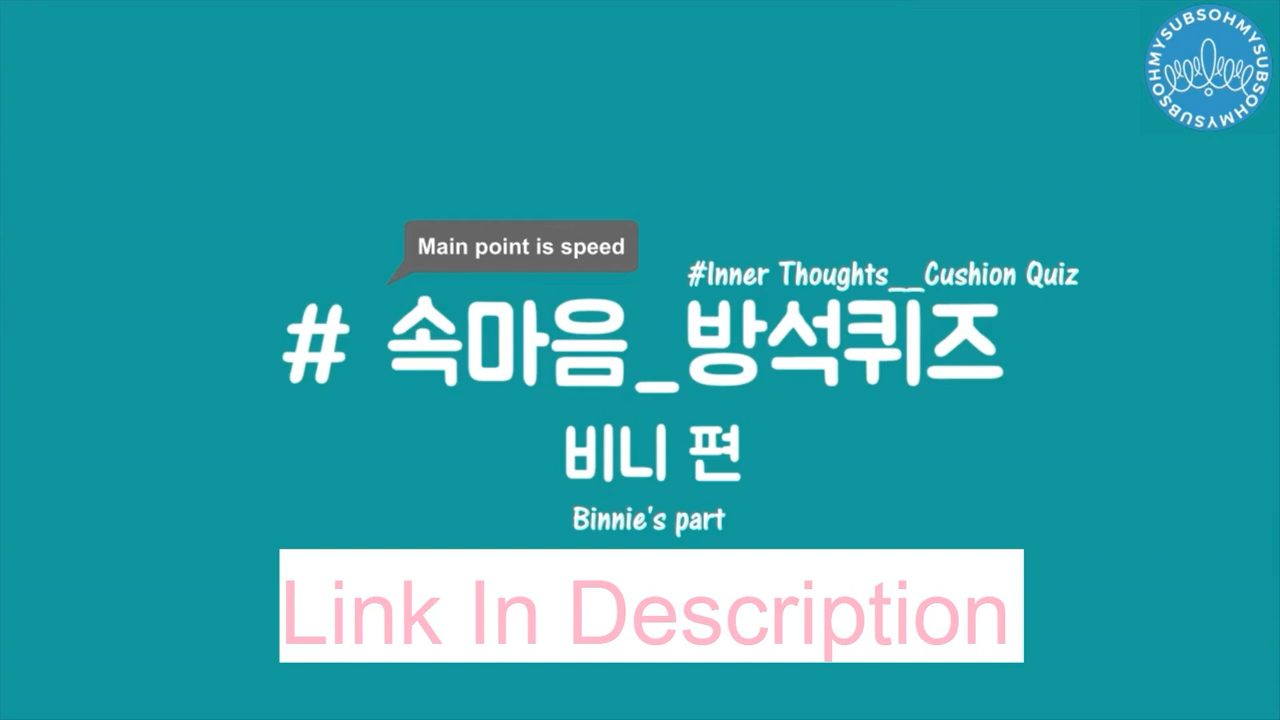 OHMYSUBSOHMYSUBSOHMYSUBS
Main point is speed
#Inner Thoughts__Cushion Quiz
# 속마음_방석퀴즈
비니 편
Binnie's part
Link In Description